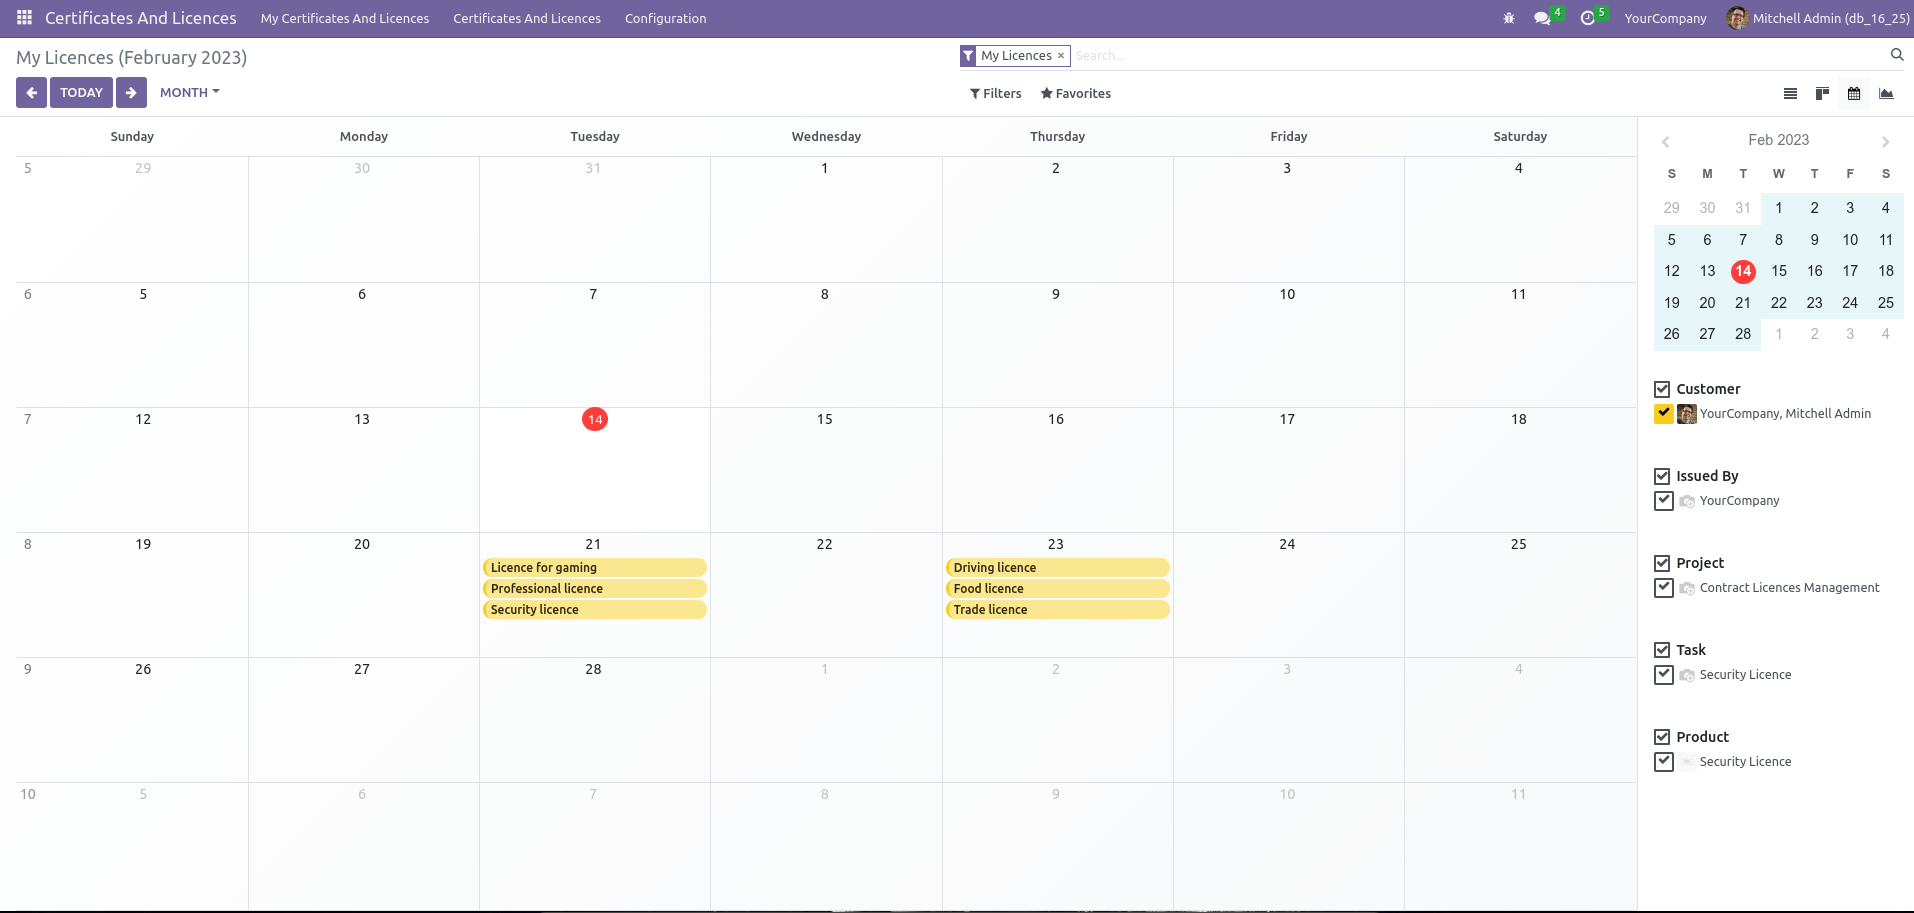 Certificates And Licences My Certificates And Licences Certificates And Licences Configuration 4 5 YourCompany Mitchell Admin (db_16_25)
My Licences (February 2023) My Licences × Search...
TODAY MONTH Filters Favorites
Sunday Monday Tuesday Wednesday Thursday Friday Saturday
5 29 30 31 1 2 3 4
6 5 6 7 8 9 10 11
7 12 13 14 15 16 17 18
8 19 20 21 22 23 24 25
Licence for gaming Driving licence
Professional licence Food licence
Security licence Trade licence
9 26 27 28 1 2 3 4
10 5 6 7 8 9 10 11
Feb 2023
S M T W T F S
29 30 31 1 2 3 4
5 6 7 8 9 10 11
12 13 14 15 16 17 18
19 20 21 22 23 24 25
26 27 28 1 2 3 4
Customer
YourCompany, Mitchell Admin
Issued By
YourCompany
Project
Contract Licences Management
Task
Security Licence
Product
Security Licence